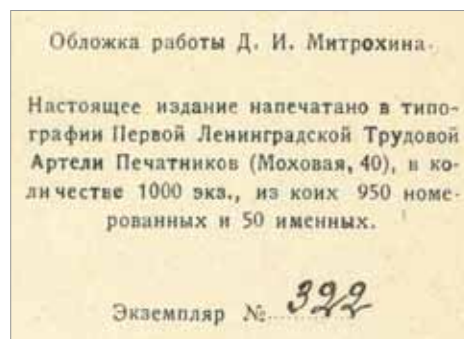 Обложка работы Д. И. Митрохина.
Настоящее издание напечатано в типо-
графии Первой Ленинградской Трудовой
Артели Печатников (Моховая, 40), в ко-
личестве 1000 экз., из коих 950 номе-
рованных и 50 именных.
Экземпляр №. 322